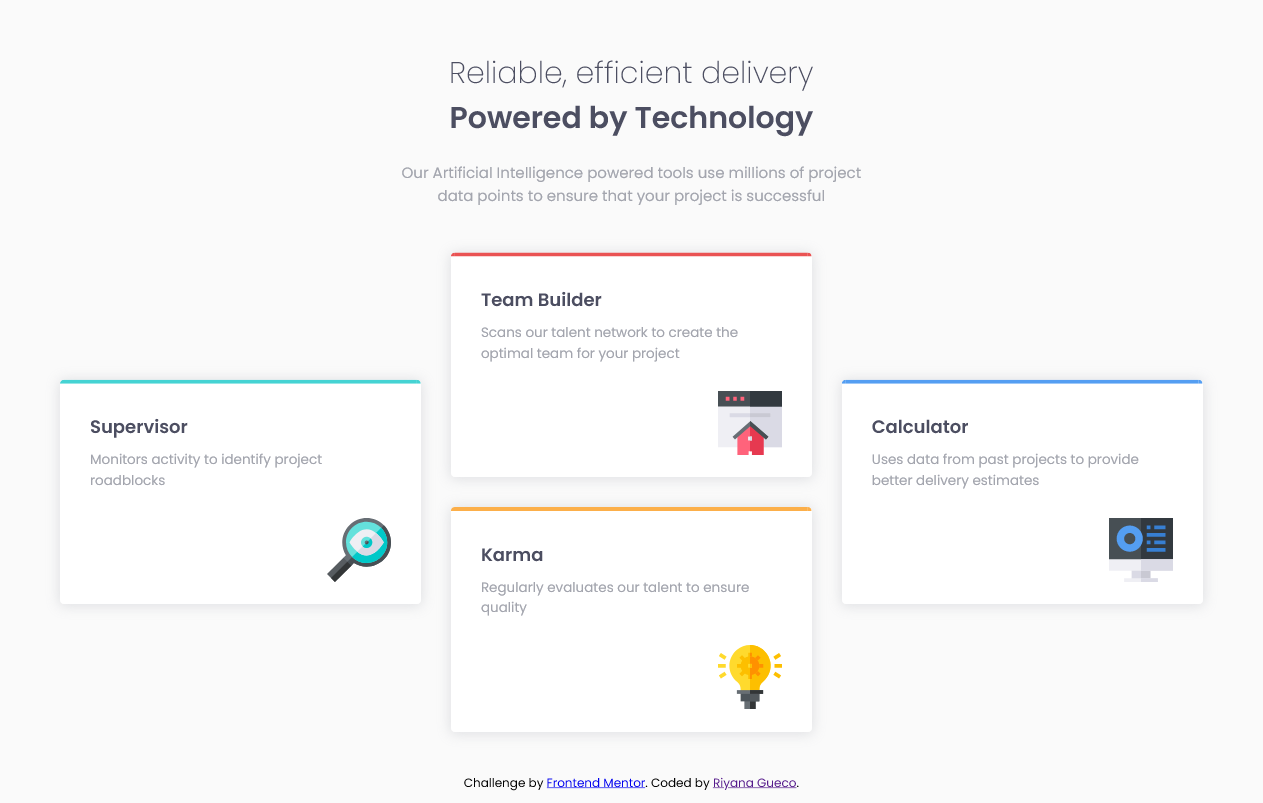 Reliable, efficient delivery
Powered by Technology
Our Artificial Intelligence powered tools use millions of project
data points to ensure that your project is successful
Supervisor
Monitors activity to identify project
roadblocks
Team Builder
Scans our talent network to create the
optimal team for your project
Karma
Regularly evaluates our talent to ensure
quality
Calculator
Uses data from past projects to provide
better delivery estimates
Challenge by Frontend Mentor. Coded by Riyana Gueco.